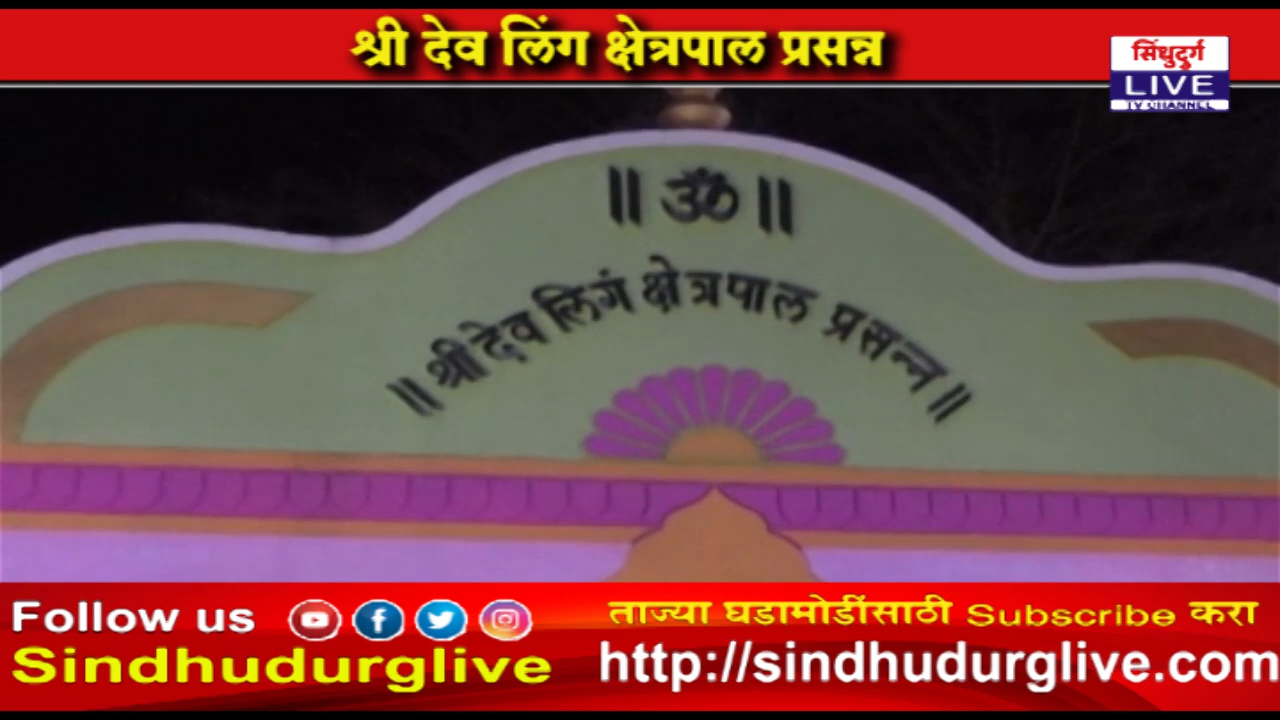 श्री देव लिंग क्षेत्रपाल प्रसन्न
सिंधुदुर्ग
LIVE
TV CHANNEL
॥ ॐ ॥
॥ श्री देव लिगं क्षेत्रपाल प्रसन्न ॥
Follow us
Sindhudurglive
ताज्या घडामोडींसाठी Subscribe करा
http://sindhudurglive.com